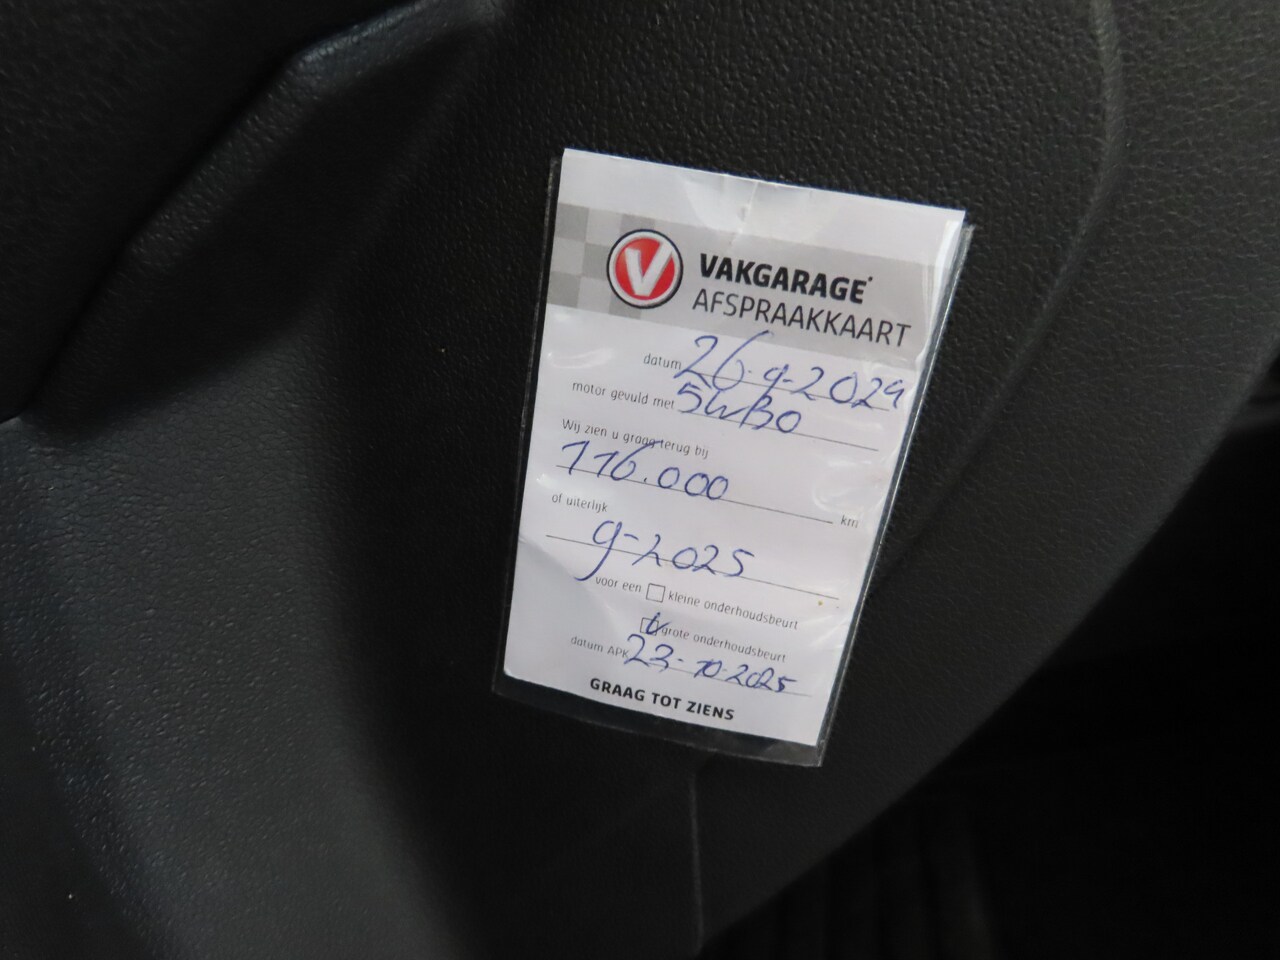 V
VAKGARAGE
AFSPRAAKKAART
datum 26-9-2024
motor gevuld met 5W30
Wij zien u graag terug bij
116.000 km
of uiterlijk
9-2025
voor een kleine onderhoudsbeurt
grote onderhoudsbeurt
datum APK 23-10-2025
GRAAG TOT ZIENS